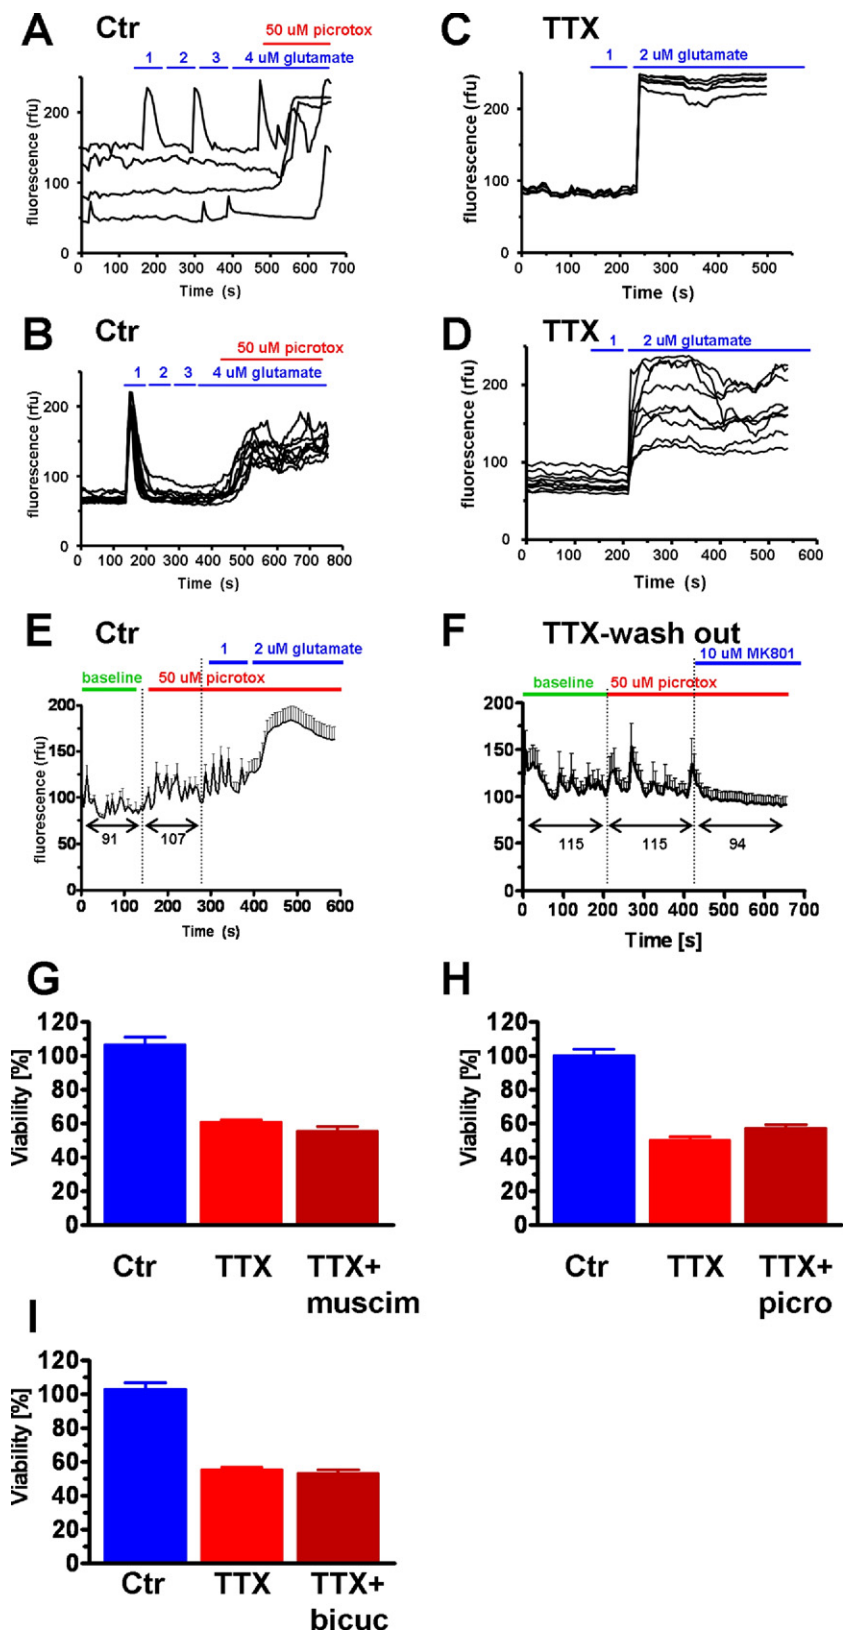 A Ctr
50 uM picrotox
1 2 3 4 uM glutamate
fluorescence (rfu)
200
100
0
0 100 200 300 400 500 600 700
Time (s)
C TTX
1 2 uM glutamate
fluorescence (rfu)
250
200
150
100
50
0
0 100 200 300 400 500
Time (s)
B Ctr
50 uM picrotox
1 2 3 4 uM glutamate
fluorescence (rfu)
200
100
0
0 100 200 300 400 500 600 700 800
Time (s)
D TTX
1 2 uM glutamate
fluorescence (rfu)
200
100
0
0 100 200 300 400 500 600
Time (s)
E Ctr
1 2 uM glutamate
baseline 50 uM picrotox
fluorescence (rfu)
200
150
100
50
0
91 107
0 100 200 300 400 500 600
Time (s)
F TTX-wash out
10 uM MK801
baseline 50 uM picrotox
200
150
100
50
0
115 115 94
0 100 200 300 400 500 600 700
Time [s]
G
Viability [%]
120
100
80
60
40
20
0
Ctr TTX TTX+
muscim
H
Viability [%]
120
100
80
60
40
20
0
Ctr TTX TTX+
picro
I
Viability [%]
120
100
80
60
40
20
0
Ctr TTX TTX+
bicuc